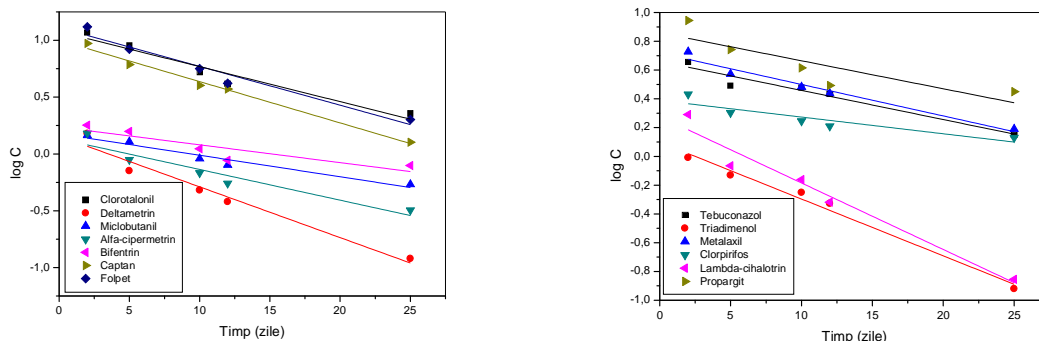 log C
1,0
0,5
0,0
-0,5
-1,0
Clorotalonil
Deltametrin
Miclobutanil
Alfa-cipermetrin
Bifentrin
Captan
Folpet
0 5 10 15 20 25
Timp (zile)
log C
1,0
0,8
0,6
0,4
0,2
0,0
-0,2
-0,4
-0,6
-0,8
-1,0
Tebuconazol
Triadimenol
Metalaxil
Clorpirifos
Lambda-cihalotrin
Propargit
0 5 10 15 20 25
Timp (zile)